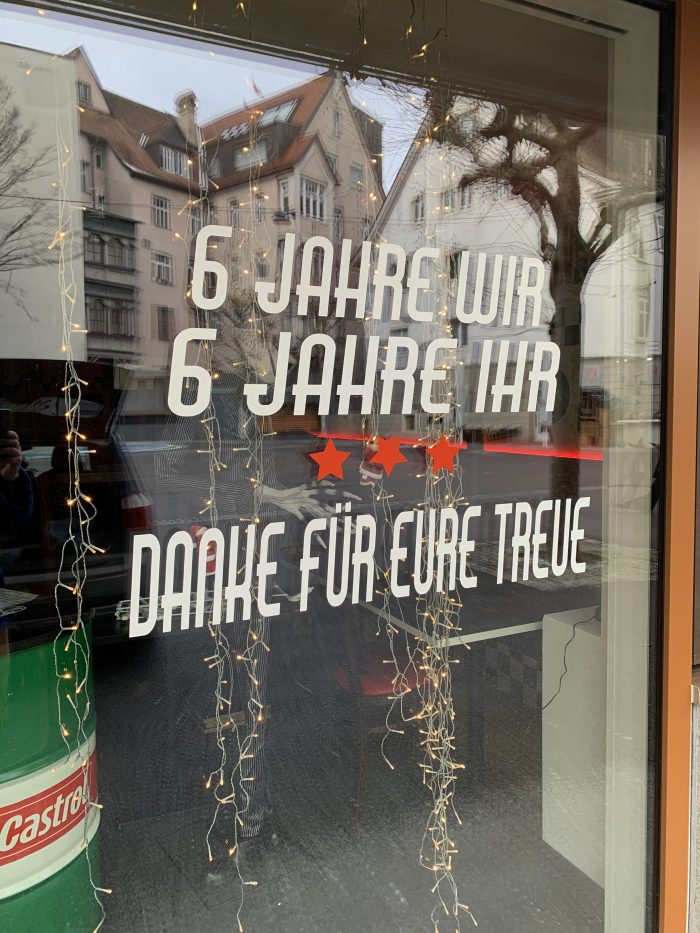 6 JAHRE WIR
6 JAHRE IHR
DANKE FÜR EURE TREUE
Castrol